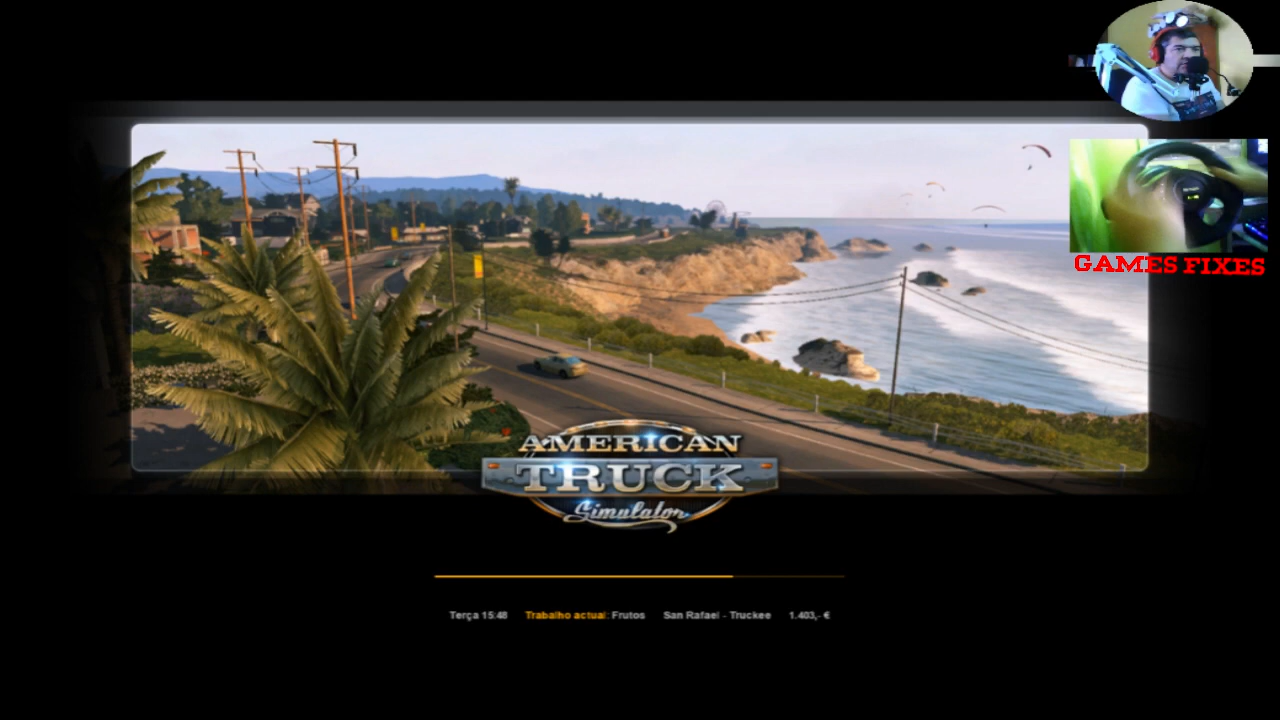 GAMES FIXES
AMERICAN
TRUCK
Simulator
Terça 15:48 Trabalho actual: Frutos San Rafael - Truckee 1.403,- €